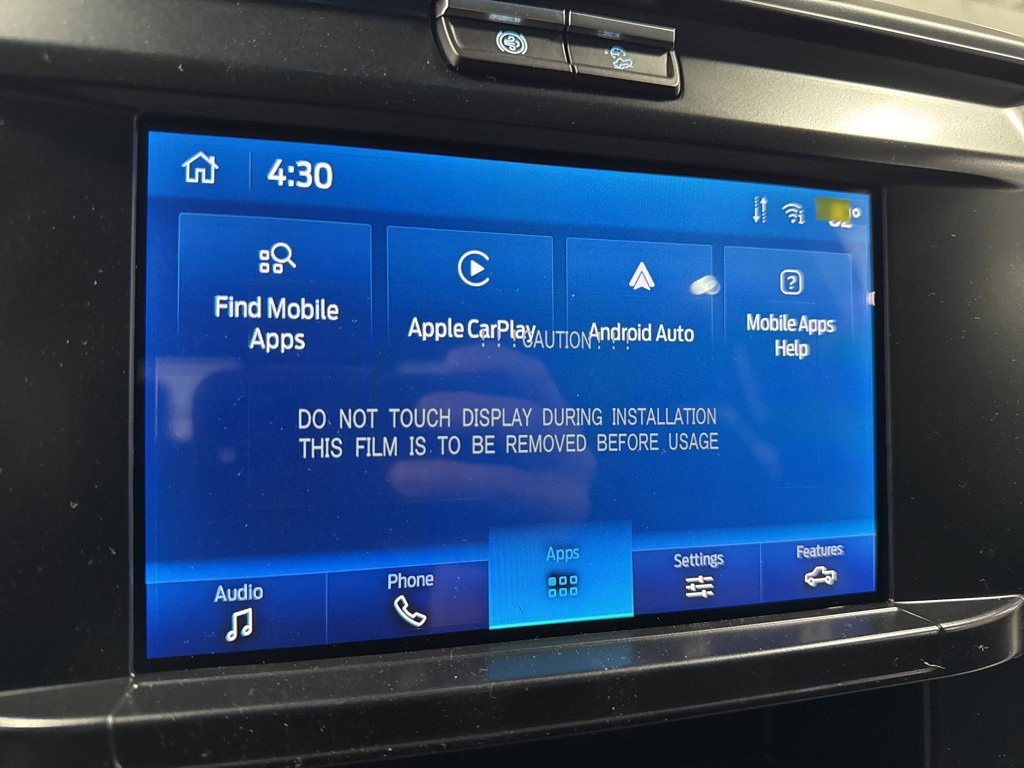 4:30
Find Mobile
Apps
Apple CarPlay
Android Auto
Mobile Apps
Help
! ! ! CAUTION ! ! !
DO NOT TOUCH DISPLAY DURING INSTALLATION
THIS FILM IS TO BE REMOVED BEFORE USAGE
Audio
Phone
Apps
Settings
Features